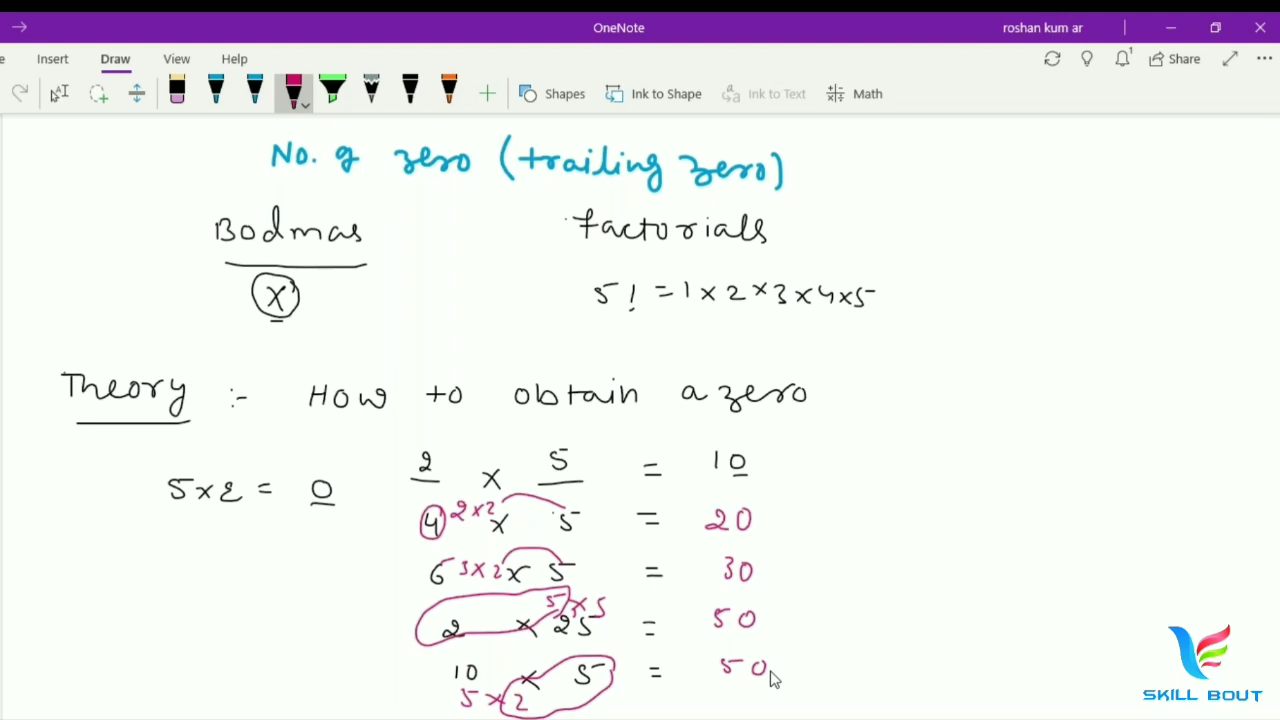 OneNote
roshan kum ar
Insert Draw View Help
Share
Shapes Ink to Shape Ink to Text Math
No. of zero (trailing zero)
Bodmas Factorials
x
5! = 1 x 2 x 3 x 4 x 5
Theory :- How to obtain a zero
2 x 5 = 10
5 x 2 = 0
4 2 x 2 x 5 = 20
6 3 x 2 x 5 = 30
5 x 5
2 x 25 = 50
10 x 5 = 50
5 x 2
SKILL BOUT